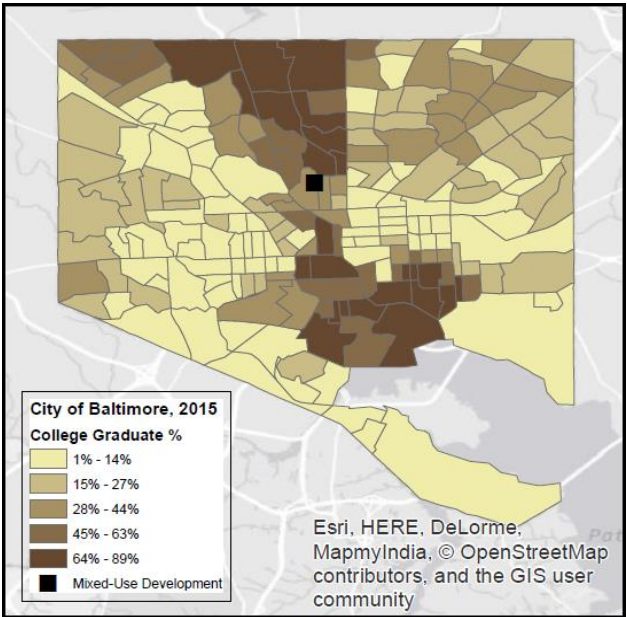 City of Baltimore, 2015
College Graduate %
1% - 14%
15% - 27%
28% - 44%
45% - 63%
64% - 89%
Mixed-Use Development
Esri, HERE, DeLorme,
MapmyIndia, © OpenStreetMap
contributors, and the GIS user
community